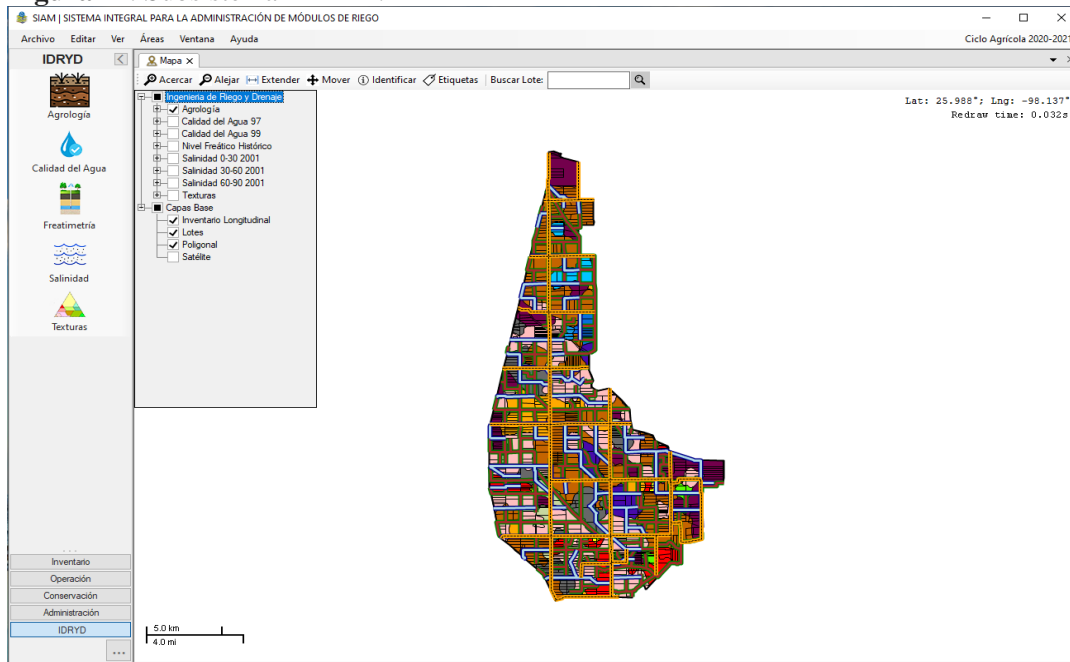 SIAM | SISTEMA INTEGRAL PARA LA ADMINISTRACIÓN DE MÓDULOS DE RIEGO
Archivo Editar Ver Áreas Ventana Ayuda
Ciclo Agrícola 2020-2021
IDRYD
Agrología
Calidad del Agua
Freatimetría
Salinidad
Texturas
Inventario
Operación
Conservación
Administración
IDRYD
...
Mapa
Acercar Alejar Extender Mover Identificar Etiquetas Buscar Lote:
Ingeniería de Riego y Drenaje
Agrología
Calidad del Agua 97
Calidad del Agua 99
Nivel Freático Histórico
Salinidad 0-30 2001
Salinidad 30-60 2001
Salinidad 60-90 2001
Texturas
Capas Base
Inventario Longitudinal
Lotes
Poligonal
Satélite
Lat: 25.988°; Lng: -98.137°
Redraw time: 0.032s
5.0 km
4.0 mi